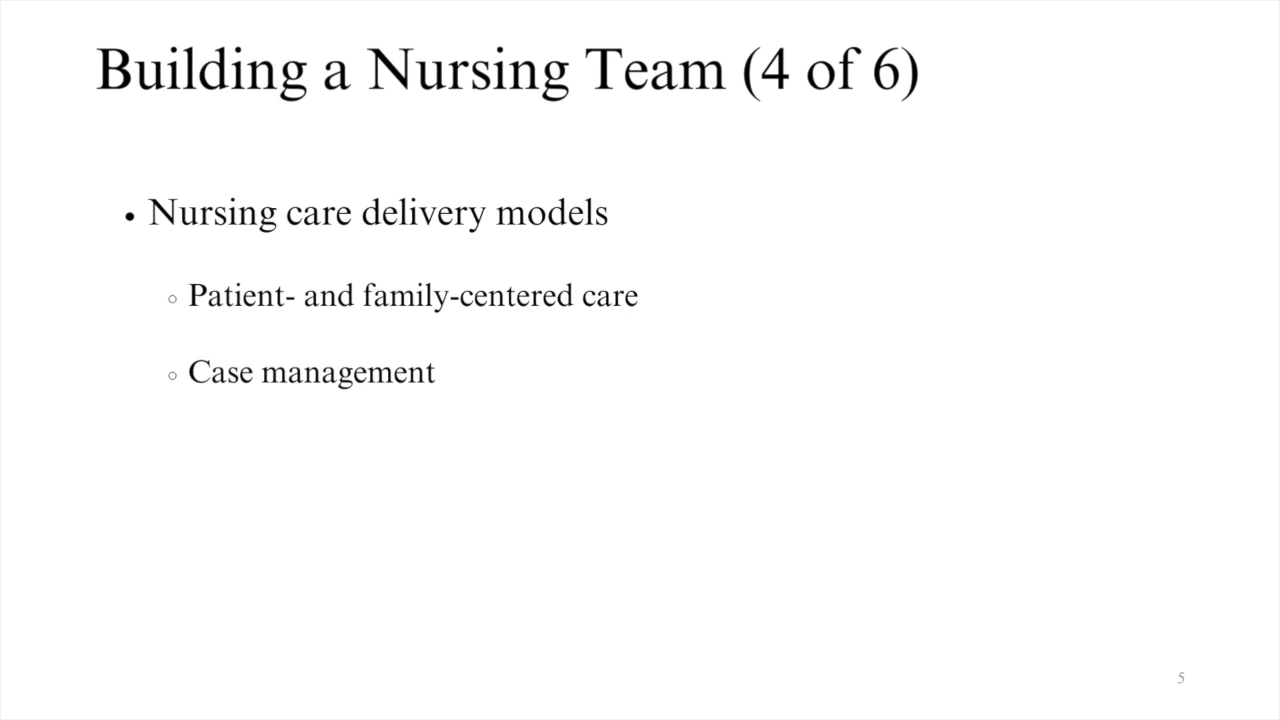 Building a Nursing Team (4 of 6)
• Nursing care delivery models
○ Patient- and family-centered care
○ Case management
5